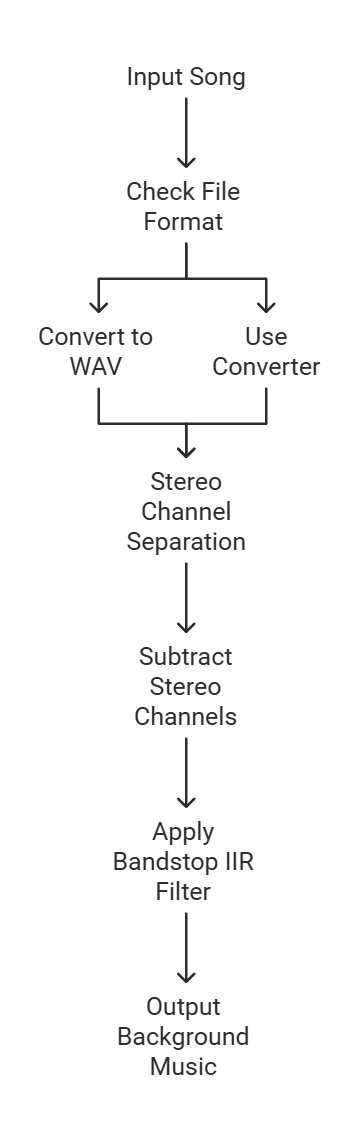 Input Song
Check File
Format
Convert to
WAV
Use
Converter
Stereo
Channel
Separation
Subtract
Stereo
Channels
Apply
Bandstop IIR
Filter
Output
Background
Music